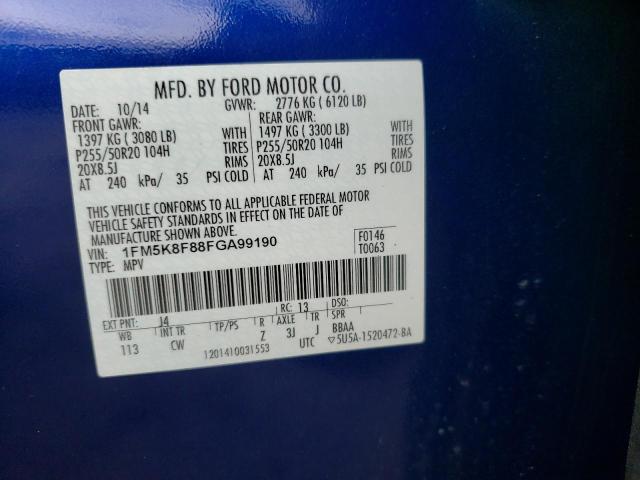 MFD. BY FORD MOTOR CO.
DATE: 10/14 GVWR: 2776 KG ( 6120 LB)
FRONT GAWR: REAR GAWR:
1397 KG ( 3080 LB) WITH 1497 KG ( 3300 LB) WITH
P255/50R20 104H TIRES P255/50R20 104H TIRES
20X8.5J RIMS 20X8.5J RIMS
AT 240 kPa/ 35 PSI COLD AT 240 kPa/ 35 PSI COLD
THIS VEHICLE CONFORMS TO ALL APPLICABLE FEDERAL MOTOR
VEHICLE SAFETY STANDARDS IN EFFECT ON THE DATE OF
MANUFACTURE SHOWN ABOVE.
VIN: 1FM5K8F88FGA99190 F0146
TYPE: MPV T0063
EXT PNT: J4 RC: 13 DSO:
WB INT TR TP/PS R AXLE TR SPR
113 CW Z 3J J BBAA
1201410031553 UTC ▽5U5A-1520472-BA